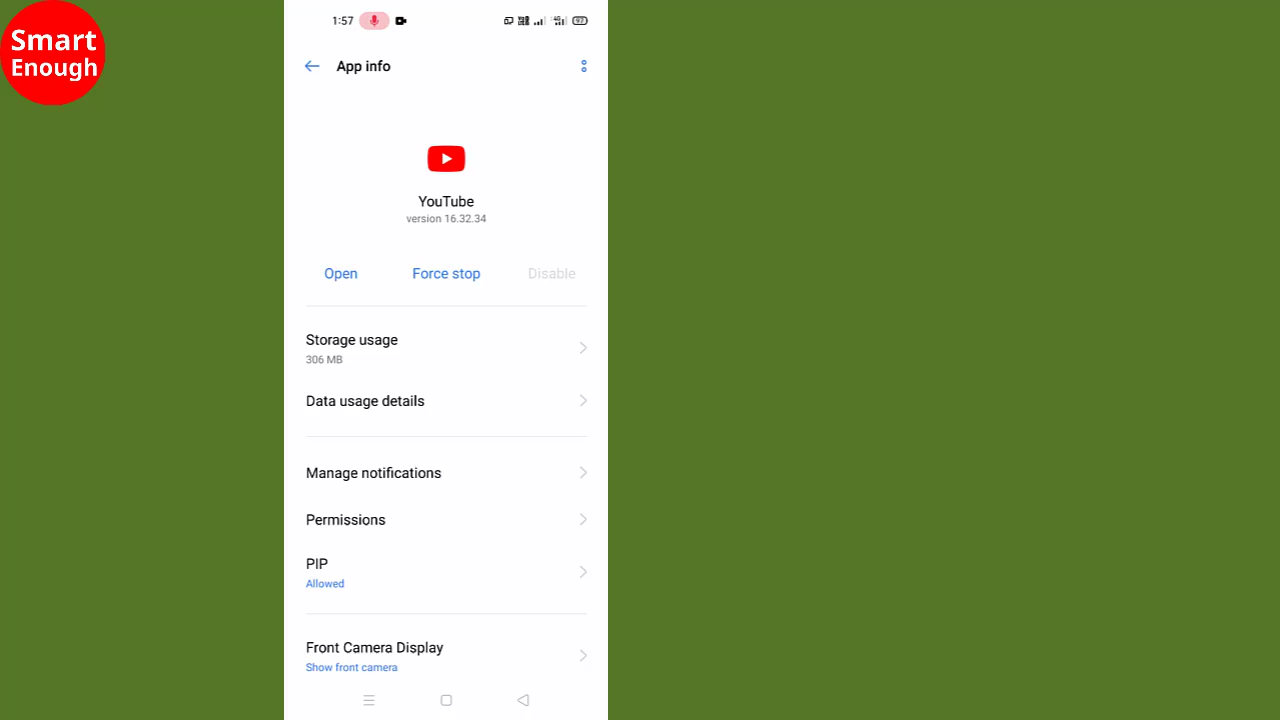 Smart
Enough
1:57
97
App info
YouTube
version 16.32.34
Open
Force stop
Disable
Storage usage
306 MB
Data usage details
Manage notifications
Permissions
PIP
Allowed
Front Camera Display
Show front camera